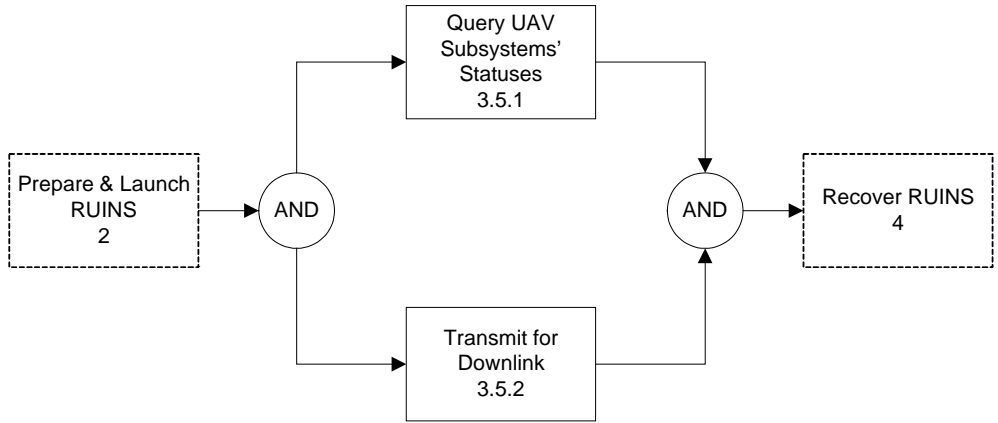 Query UAV
Subsystems’
Statuses
3.5.1
Prepare & Launch
RUINS
2
AND
AND
Recover RUINS
4
Transmit for
Downlink
3.5.2